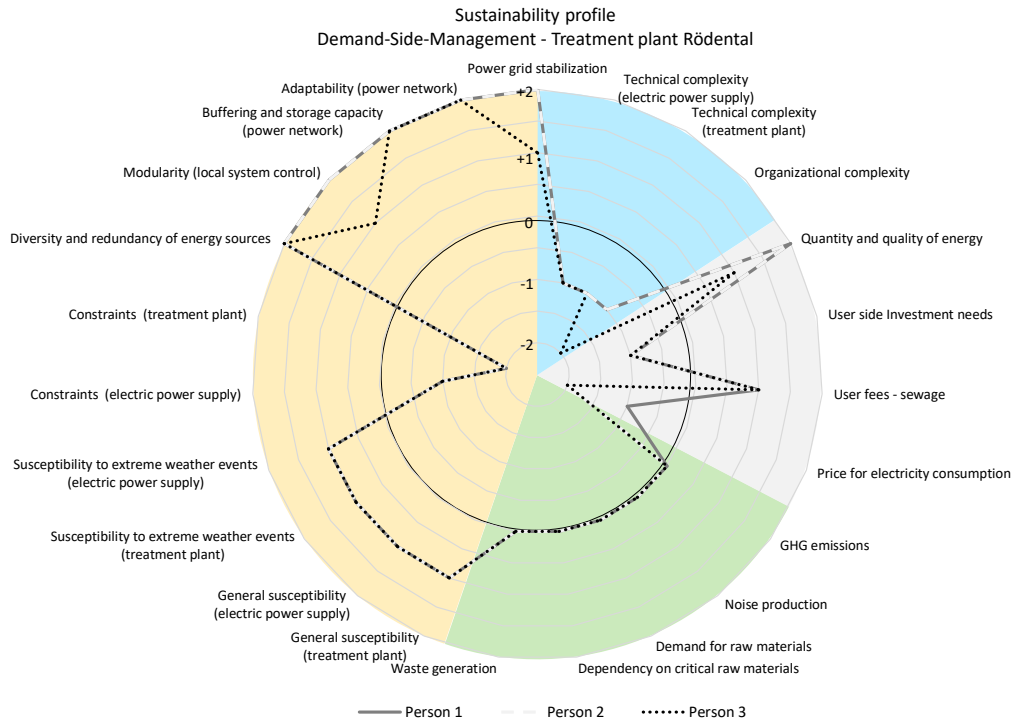 Sustainability profile
Demand-Side-Management - Treatment plant Rödental
Power grid stabilization
Technical complexity
(electric power supply)
Technical complexity
(treatment plant)
Organizational complexity
Quantity and quality of energy
User side Investment needs
User fees - sewage
Price for electricity consumption
GHG emissions
Noise production
Demand for raw materials
Dependency on critical raw materials
Waste generation
General susceptibility
(treatment plant)
General susceptibility
(electric power supply)
Susceptibility to extreme weather events
(treatment plant)
Susceptibility to extreme weather events
(electric power supply)
Constraints (electric power supply)
Constraints (treatment plant)
Diversity and redundancy of energy sources
Modularity (local system control)
Buffering and storage capacity
(power network)
Adaptability (power network)
+2
+1
0
-1
-2
Person 1
Person 2
Person 3